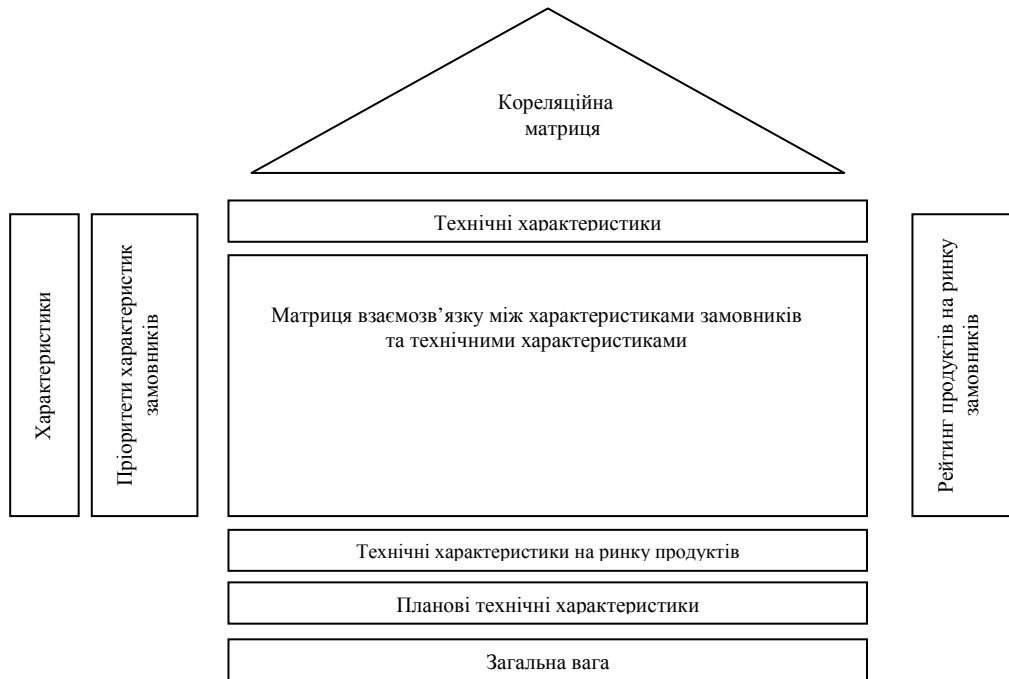 Кореляційна
матриця
Технічні характеристики
Характеристики
Пріоритети характеристик
замовників
Матриця взаємозв’язку між характеристиками замовників
та технічними характеристиками
Рейтинг продуктів на ринку
замовників
Технічні характеристики на ринку продуктів
Планові технічні характеристики
Загальна вага